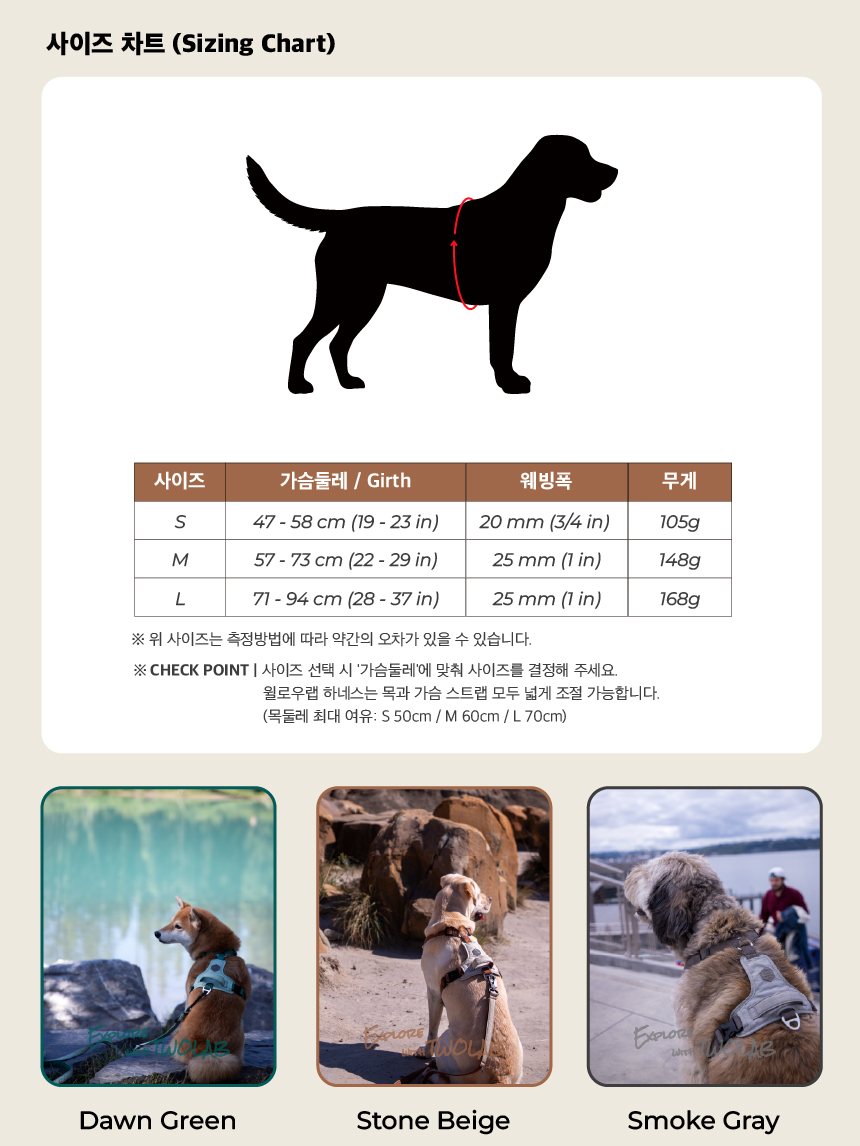 사이즈 차트 (Sizing Chart)
사이즈 가슴둘레 / Girth 웨빙폭 무게
S 47 - 58 cm (19 - 23 in) 20 mm (3/4 in) 105g
M 57 - 73 cm (22 - 29 in) 25 mm (1 in) 148g
L 71 - 94 cm (28 - 37 in) 25 mm (1 in) 168g
※ 위 사이즈는 측정방법에 따라 약간의 오차가 있을 수 있습니다.
※ CHECK POINT | 사이즈 선택 시 '가슴둘레'에 맞춰 사이즈를 결정해 주세요.
윌로우랩 하네스는 목과 가슴 스트랩 모두 넓게 조절 가능합니다.
(목둘레 최대 여유: S 50cm / M 60cm / L 70cm)
EXPLORE
WITH IWOLAB
EXPLORE
WITH
EXPLORE
WITH IWOLAB
Dawn Green Stone Beige Smoke Gray